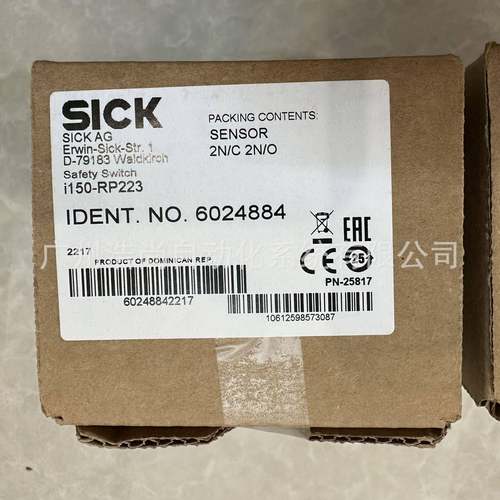 SICK
SICK AG
Erwin-Sick-Str. 1
D-79183 Waldkirch
Safety Switch
i150-RP223
IDENT. NO. 6024884
2217
PRODUCT OF DOMINICAN REP
60248842217
PACKING CONTENTS:
SENSOR
2N/C 2N/O
EAC
CE
25
PN-25817
10612598573087